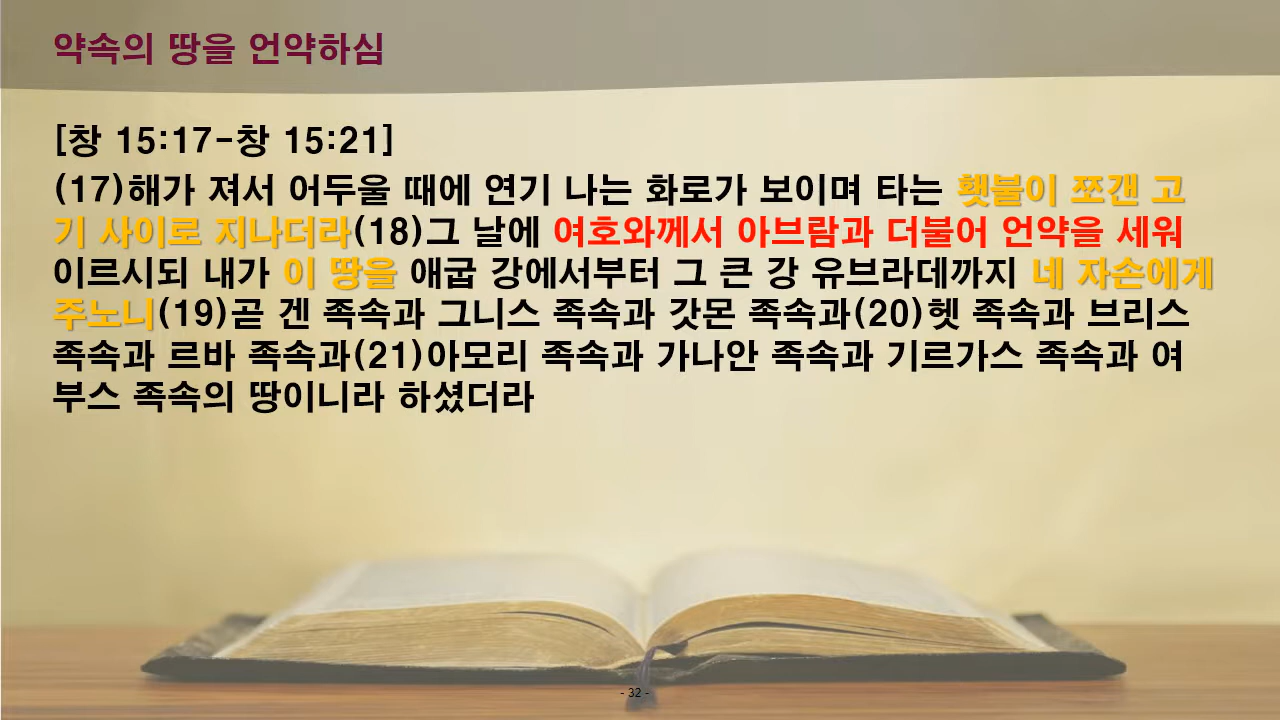 약속의 땅을 언약하심
[창 15:17-창 15:21]
(17)해가 져서 어두울 때에 연기 나는 화로가 보이며 타는 횃불이 쪼갠 고
기 사이로 지나더라(18)그 날에 여호와께서 아브람과 더불어 언약을 세워
이르시되 내가 이 땅을 애굽 강에서부터 그 큰 강 유브라데까지 네 자손에게
주노니(19)곧 겐 족속과 그니스 족속과 갓몬 족속과(20)헷 족속과 브리스
족속과 르바 족속과(21)아모리 족속과 가나안 족속과 기르가스 족속과 여
부스 족속의 땅이니라 하셨더라
- 32 -